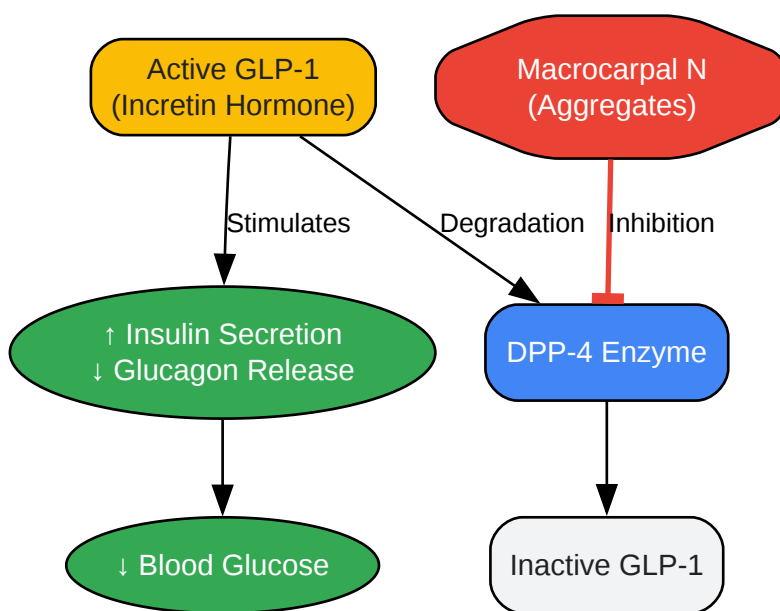 Active GLP-1
(Incretin Hormone)
Macrocarpal N
(Aggregates)
Stimulates
Degradation
Inhibition
↑ Insulin Secretion
↓ Glucagon Release
DPP-4 Enzyme
↓ Blood Glucose
Inactive GLP-1